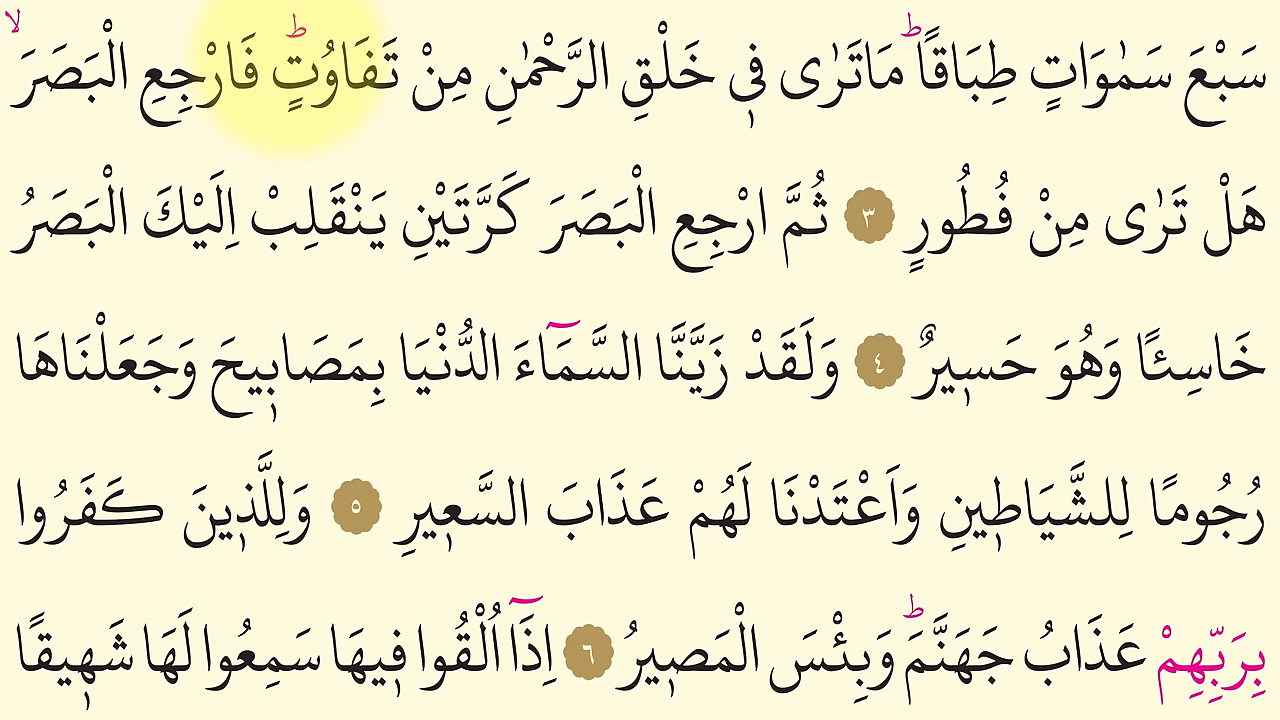 سَبْعَ سَمٰوَاتٍ طِبَاقًاۜ مَاتَرٰى ف۪ي خَلْقِ الرَّحْمٰنِ مِنْ تَفَاوُتٍۜ فَارْجِعِ الْبَصَرَۙ
هَلْ تَرٰى مِنْ فُطُورٍ ﴿٣﴾ ثُمَّ ارْجِعِ الْبَصَرَ كَرَّتَيْنِ يَنْقَلِبْ اِلَيْكَ الْبَصَرُ
خَاسِئًا وَهُوَ حَس۪يرٌ ﴿٤﴾ وَلَقَدْ زَيَّنَّا السَّمَٓاءَ الدُّنْيَا بِمَصَاب۪يحَ وَجَعَلْنَاهَا
رُجُومًا لِلشَّيَاط۪ينِ وَاَعْتَدْنَا لَهُمْ عَذَابَ السَّع۪يرِ ﴿٥﴾ وَلِلَّذ۪ينَ كَفَرُوا
بِرَبِّهِمْ عَذَابُ جَهَنَّمَۜ وَبِئْسَ الْمَص۪يرُ ﴿٦﴾ اِذَٓا اُلْقُوا ف۪يهَا سَمِعُوا لَهَا شَه۪يقًا